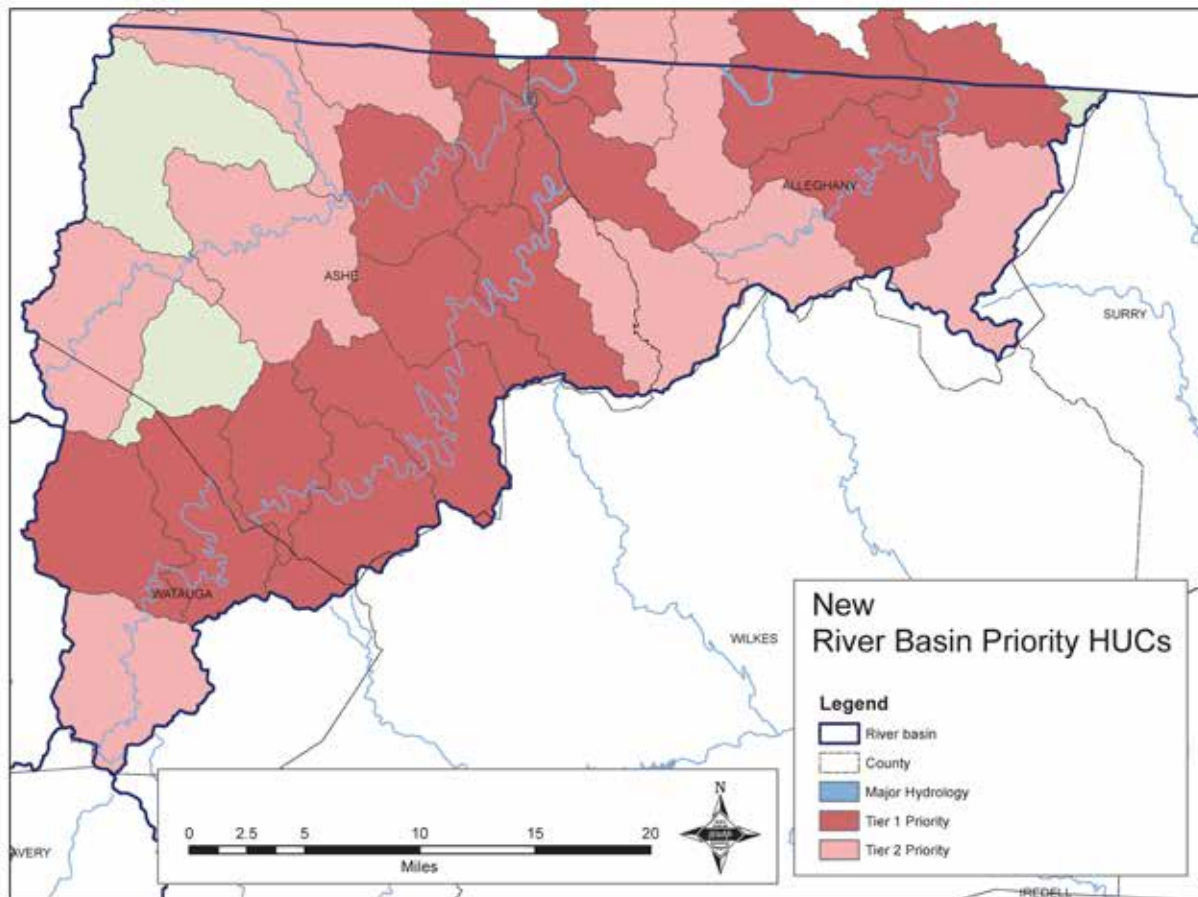 ALLEGHANY
ASHE
SURRY
WATAUGA
WILKES
AVERY
IREDELL
New
River Basin Priority HUCs
Legend
River basin
County
Major Hydrology
Tier 1 Priority
Tier 2 Priority
N
0 2.5 5 10 15 20
Miles